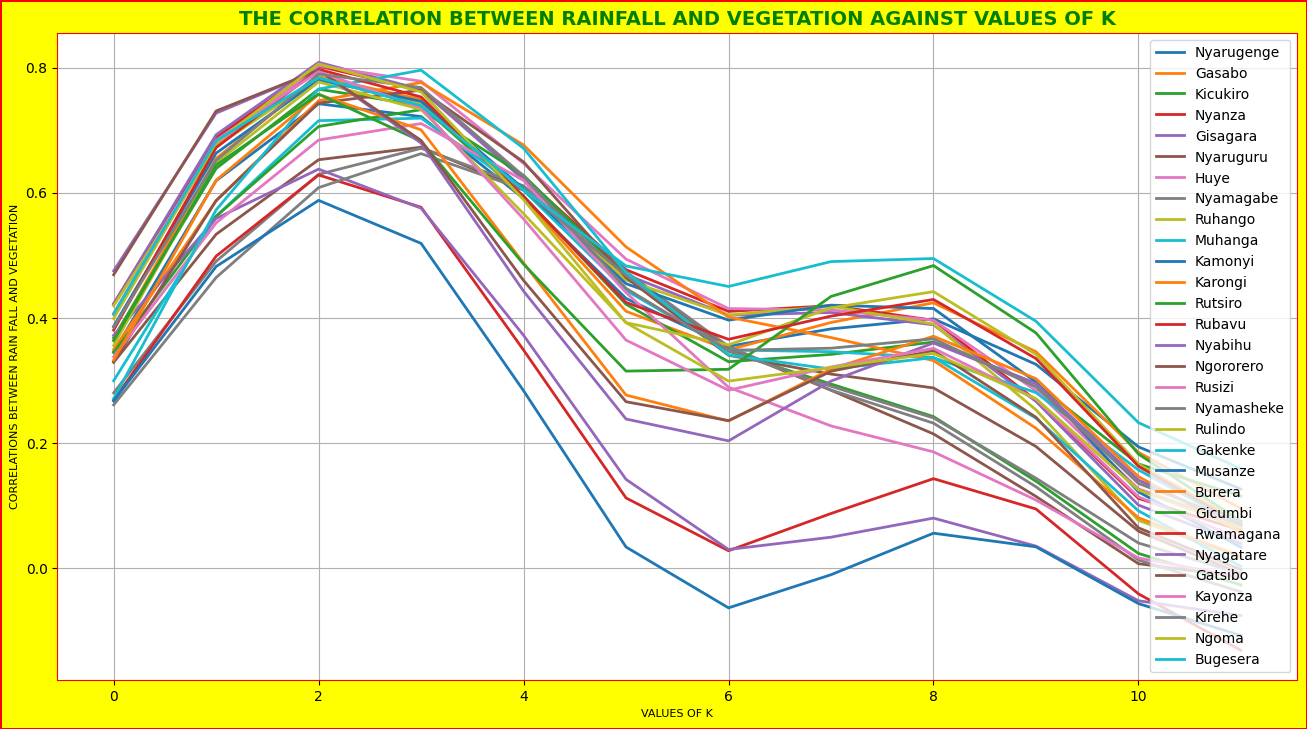 THE CORRELATION BETWEEN RAINFALL AND VEGETATION AGAINST VALUES OF K
CORRELATIONS BETWEEN RAIN FALL AND VEGETATION
0.8
0.6
0.4
0.2
0.0
0 2 4 6 8 10
VALUES OF K
Nyarugenge
Gasabo
Kicukiro
Nyanza
Gisagara
Nyaruguru
Huye
Nyamagabe
Ruhango
Muhanga
Kamonyi
Karongi
Rutsiro
Rubavu
Nyabihu
Ngororero
Rusizi
Nyamasheke
Rulindo
Gakenke
Musanze
Burera
Gicumbi
Rwamagana
Nyagatare
Gatsibo
Kayonza
Kirehe
Ngoma
Bugesera